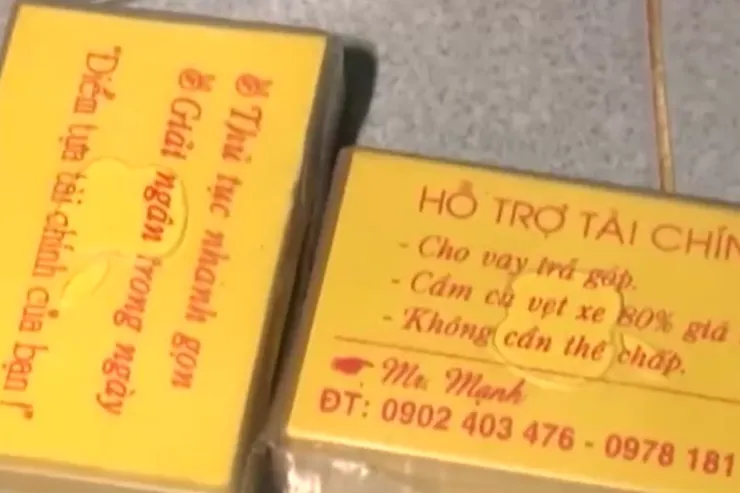 Thủ tục nhanh gọn
Giải ngân trong ngày
"Điểm tựa tài chính của bạn !"
HỖ TRỢ TÀI CHÍN
- Cho vay trả góp.
- Cầm cà vẹt xe 80% giá
- Không cần thế chấp.
Mr. Mạnh
ĐT: 0902 403 476 - 0978 181